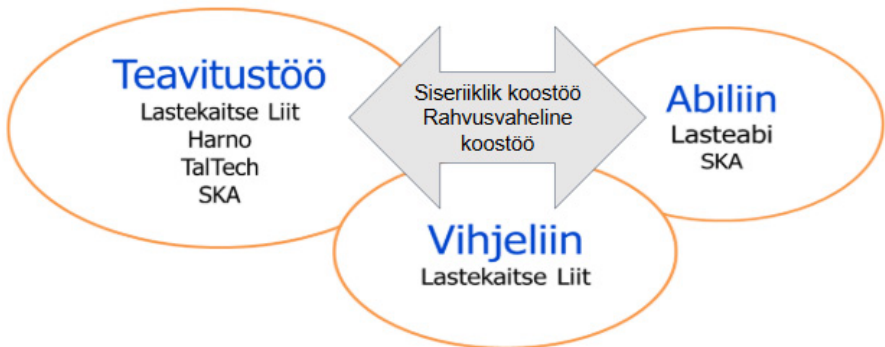 Teavitustöö
Lastekaitse Liit
Harno
TalTech
SKA
Siseriiklik koostöö
Rahvusvaheline
koostöö
Abiliin
Lasteabi
SKA
Vihjeliin
Lastekaitse Liit